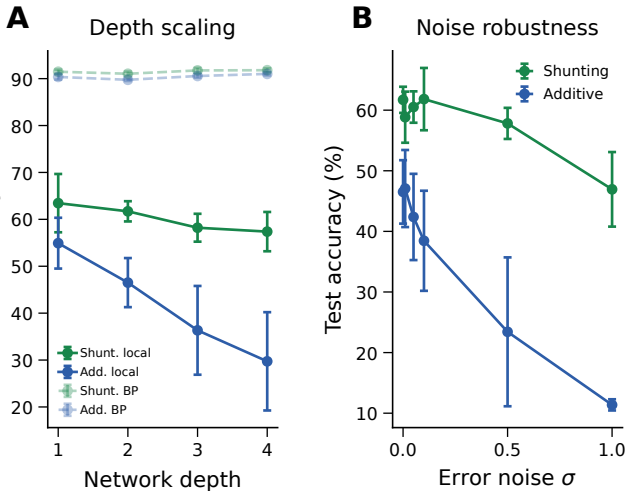 A
Depth scaling
90
80
70
60
50
40
30
20
Shunt. local
Add. local
Shunt. BP
Add. BP
1 2 3 4
Network depth
B
Noise robustness
Shunting
Additive
Test accuracy (%)
60
50
40
30
20
10
0.0 0.5 1.0
Error noise σ